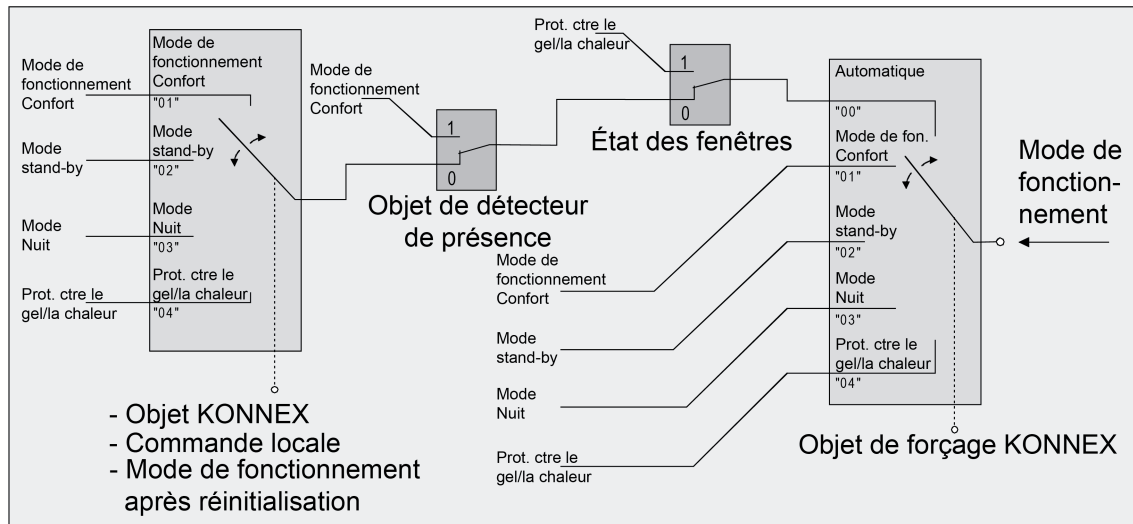 Mode de
fonctionnement
Confort
Mode
stand-by
Mode
Nuit
Prot. ctre le
gel/la chaleur
Mode de
fonctionnement
Confort
"01"
Mode
stand-by
"02"
Mode
Nuit
"03"
Prot. ctre le
gel/la chaleur
"04"
- Objet KONNEX
- Commande locale
- Mode de fonctionnement
après réinitialisation
Mode de
fonctionnement
Confort
1
0
Objet de détecteur
de présence
Prot. ctre le
gel/la chaleur
1
0
État des fenêtres
Mode de
fonctionnement
Confort
Mode
stand-by
Mode
Nuit
Prot. ctre le
gel/la chaleur
Automatique
"00"
Mode de fon.
Confort
"01"
Mode
stand-by
"02"
Mode
Nuit
"03"
Prot. ctre le
gel/la chaleur
"04"
Objet de forçage KONNEX
Mode de
fonction-
nement